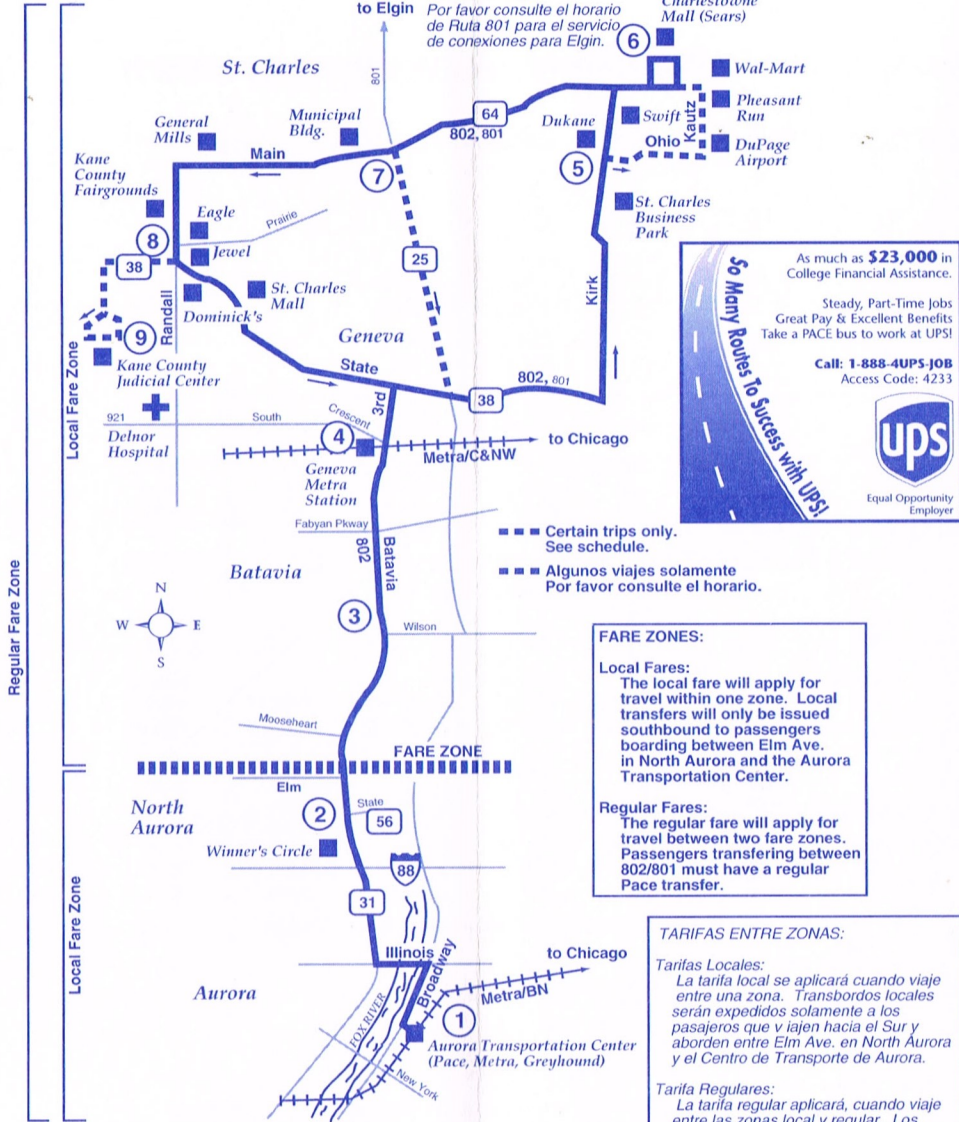 to Elgin
Por favor consulte el horario
de Ruta 801 para el servicio
de conexiones para Elgin.
Charlestowne
Mall (Sears)
6
801
St. Charles
Wal-Mart
Kautz
Pheasant
Run
General
Mills
Municipal
Bldg.
64
802, 801
Dukane
Swift
Ohio
DuPage
Airport
Main
Kane
County
Fairgrounds
7
5
St. Charles
Business
Park
Eagle
Prairie
8
Jewel
38
25
Kirk
Randall
St. Charles
Mall
Dominick's
9
Geneva
Kane County
Judicial Center
State
802, 801
38
3rd
921
South
Crescent
Delnor
Hospital
4
to Chicago
Metra/C&NW
Geneva
Metra
Station
Local Fare Zone
Regular Fare Zone
So Many Routes To Success with UPS!
As much as $23,000 in
College Financial Assistance.
Steady, Part-Time Jobs
Great Pay & Excellent Benefits
Take a PACE bus to work at UPS!
Call: 1-888-4UPS-JOB
Access Code: 4233
ups
Equal Opportunity
Employer
Fabyan Pkway
802
Batavia
Certain trips only.
See schedule.
Algunos viajes solamente
Por favor consulte el horario.
Batavia
N
W E
S
3
Wilson
Mooseheart
FARE ZONE
FARE ZONES:
Local Fares:
The local fare will apply for
travel within one zone. Local
transfers will only be issued
southbound to passengers
boarding between Elm Ave.
in North Aurora and the Aurora
Transportation Center.
Regular Fares:
The regular fare will apply for
travel between two fare zones.
Passengers transfering between
802/801 must have a regular
Pace transfer.
Elm
North
Aurora
2
State
56
Winner's Circle
88
31
Local Fare Zone
Illinois
Broadway
to Chicago
Metra/BN
Aurora
FOX RIVER
1
Aurora Transportation Center
(Pace, Metra, Greyhound)
New York
TARIFAS ENTRE ZONAS:
Tarifas Locales:
La tarifa local se aplicará cuando viaje
entre una zona. Transbordos locales
serán expedidos solamente a los
pasajeros que v iajen hacia el Sur y
aborden entre Elm Ave. en North Aurora
y el Centro de Transporte de Aurora.
Tarifa Regulares:
La tarifa regular aplicará, cuando viaje
entre las zonas local y regular. Los